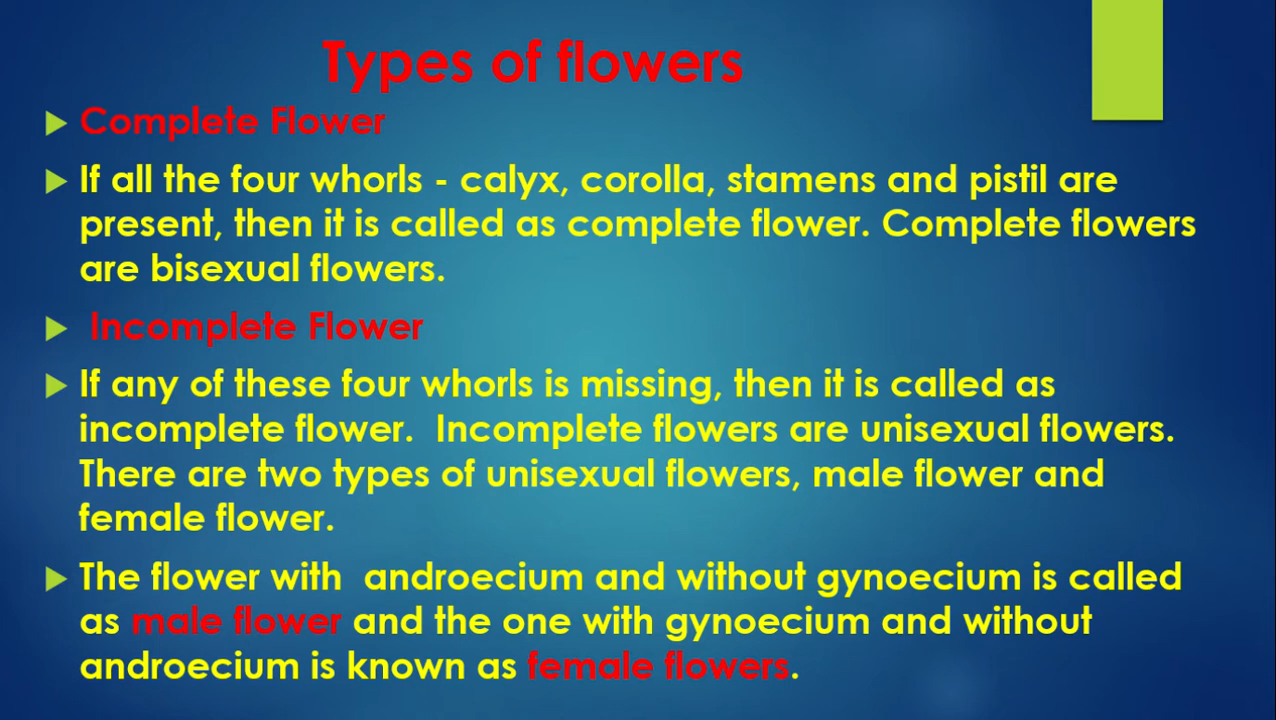 Types of flowers
Complete Flower
If all the four whorls - calyx, corolla, stamens and pistil are
present, then it is called as complete flower. Complete flowers
are bisexual flowers.
Incomplete Flower
If any of these four whorls is missing, then it is called as
incomplete flower. Incomplete flowers are unisexual flowers.
There are two types of unisexual flowers, male flower and
female flower.
The flower with androecium and without gynoecium is called
as male flower and the one with gynoecium and without
androecium is known as female flowers.